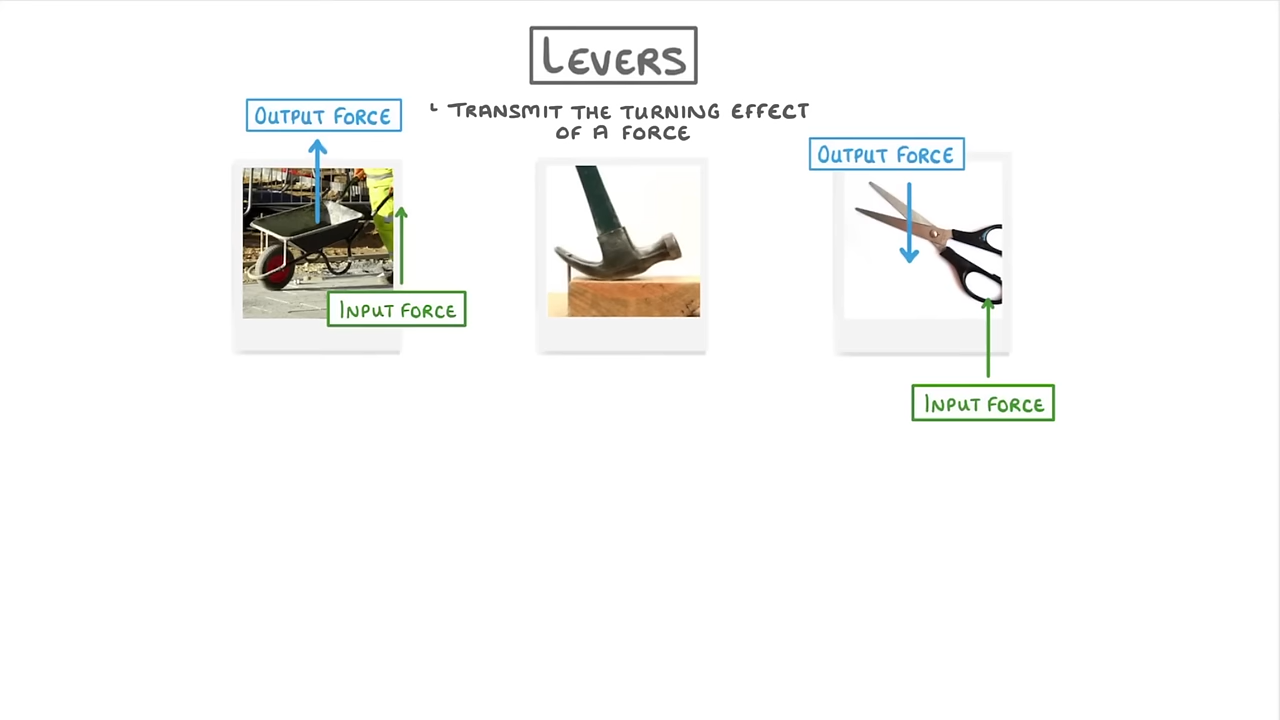 LEVERS
└ TRANSMIT THE TURNING EFFECT
OF A FORCE
OUTPUT FORCE
INPUT FORCE
OUTPUT FORCE
INPUT FORCE